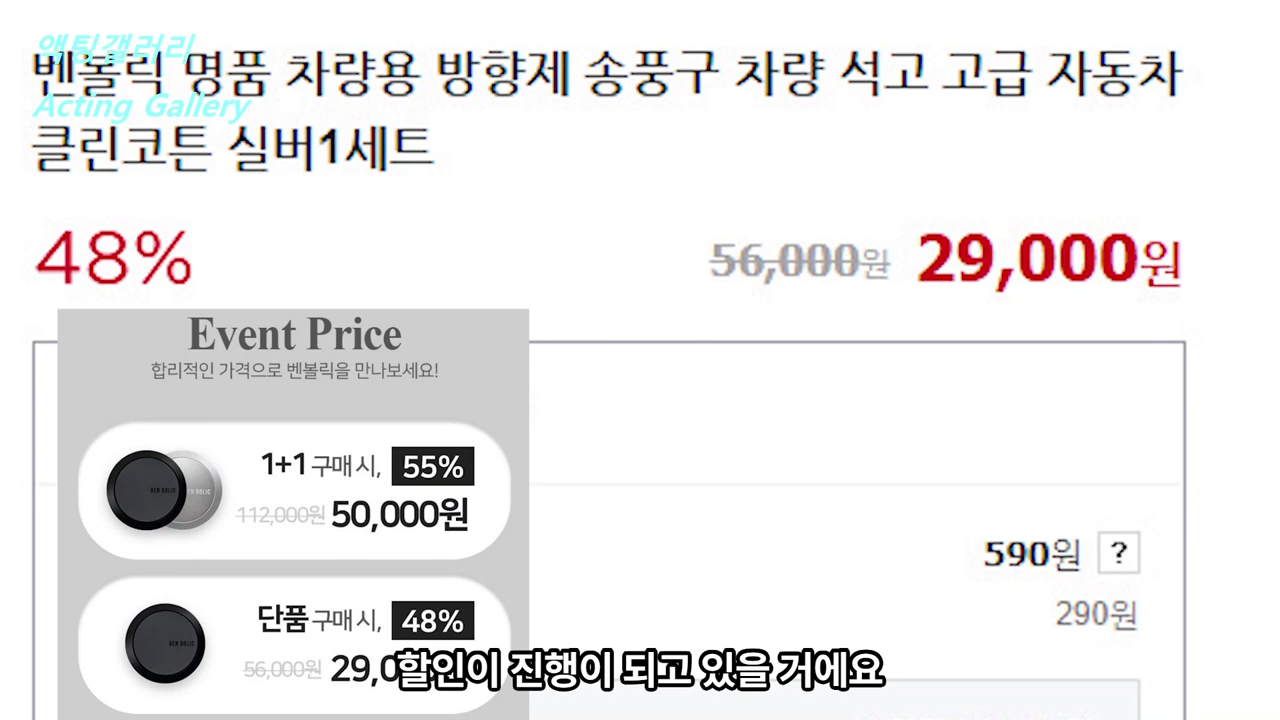 액팅갤러리
벤볼릭 명품 차량용 방향제 송풍구 차량 석고 고급 자동차
Acting Gallery
클린코튼 실버1세트
48%
56,000원 29,000원
Event Price
합리적인 가격으로 벤볼릭을 만나보세요!
1+1 구매 시, 55%
BEN BOLIC
112,000원 50,000원
590원 ?
290원
단품 구매 시, 48%
BEN BOLIC
56,000원 29,0
할인이 진행이 되고 있을 거에요